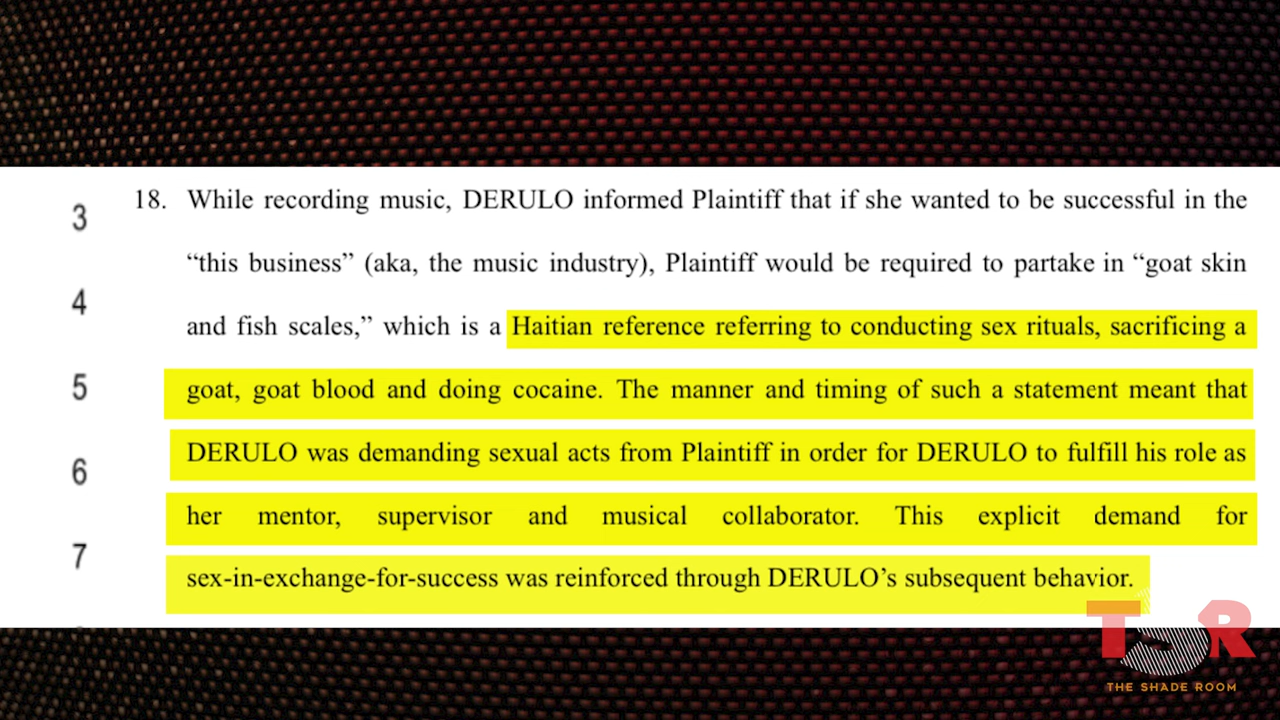 3
18. While recording music, DERULO informed Plaintiff that if she wanted to be successful in the
“this business” (aka, the music industry), Plaintiff would be required to partake in “goat skin
4
and fish scales,” which is a Haitian reference referring to conducting sex rituals, sacrificing a
5
goat, goat blood and doing cocaine. The manner and timing of such a statement meant that
6
DERULO was demanding sexual acts from Plaintiff in order for DERULO to fulfill his role as
her mentor, supervisor and musical collaborator. This explicit demand for
7
sex-in-exchange-for-success was reinforced through DERULO’s subsequent behavior.
TSR
THE SHADE ROOM